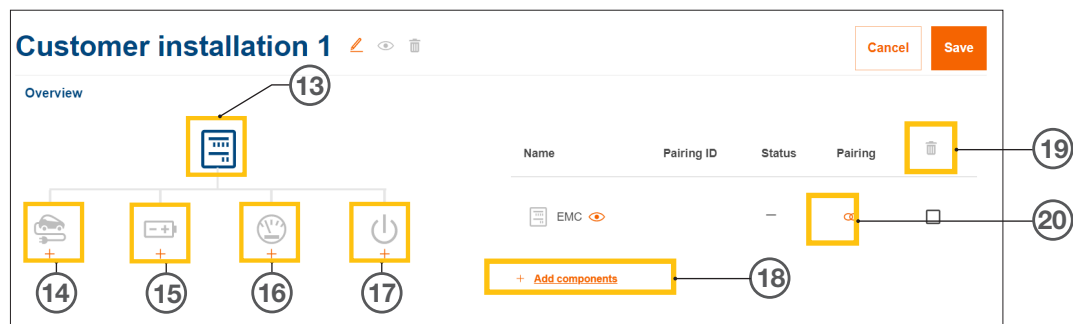 Customer installation 1
Cancel
Save
Overview
13
Name Pairing ID Status Pairing
19
EMC
20
+ Add components
18
14
15
16
17